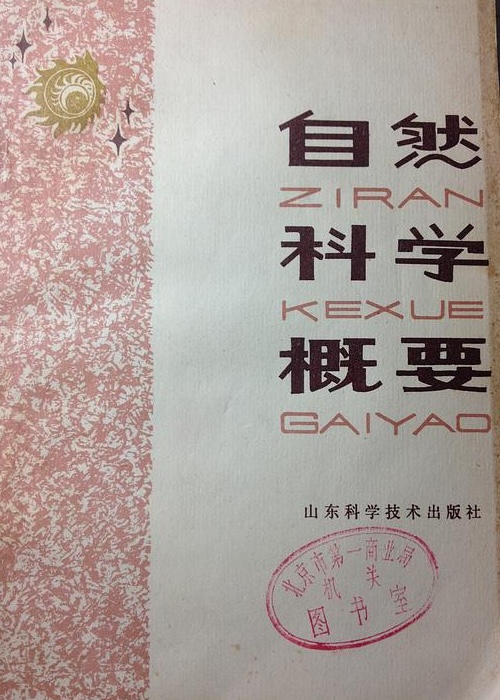 自然
ZIRAN
科学
KEXUE
概要
GAIYAO
山东科学技术出版社
北京市第一商业局
机关
图书室